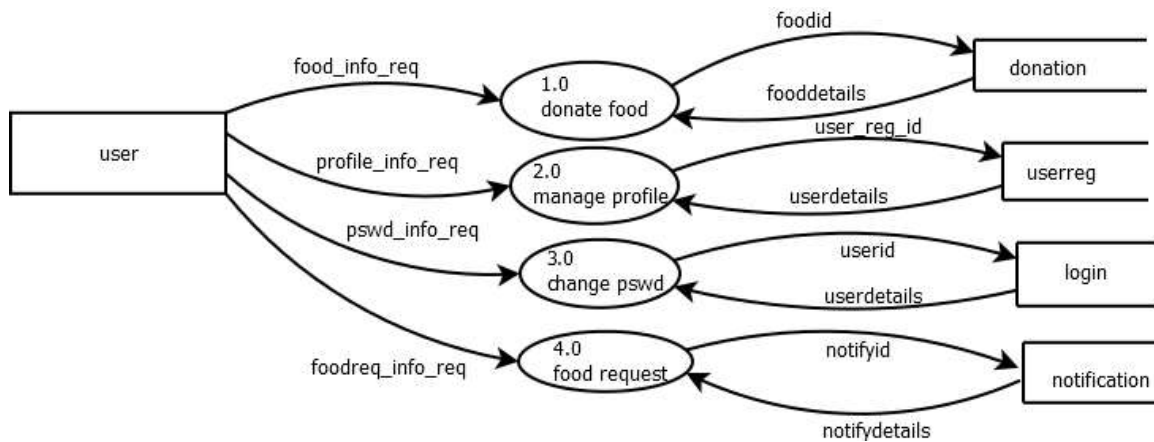 foodid
food_info_req
1.0
donate food
donation
fooddetails
user
user_reg_id
profile_info_req
2.0
manage profile
userreg
userdetails
pswd_info_req
3.0
change pswd
userid
login
userdetails
foodreq_info_req
4.0
food request
notifyid
notification
notifydetails